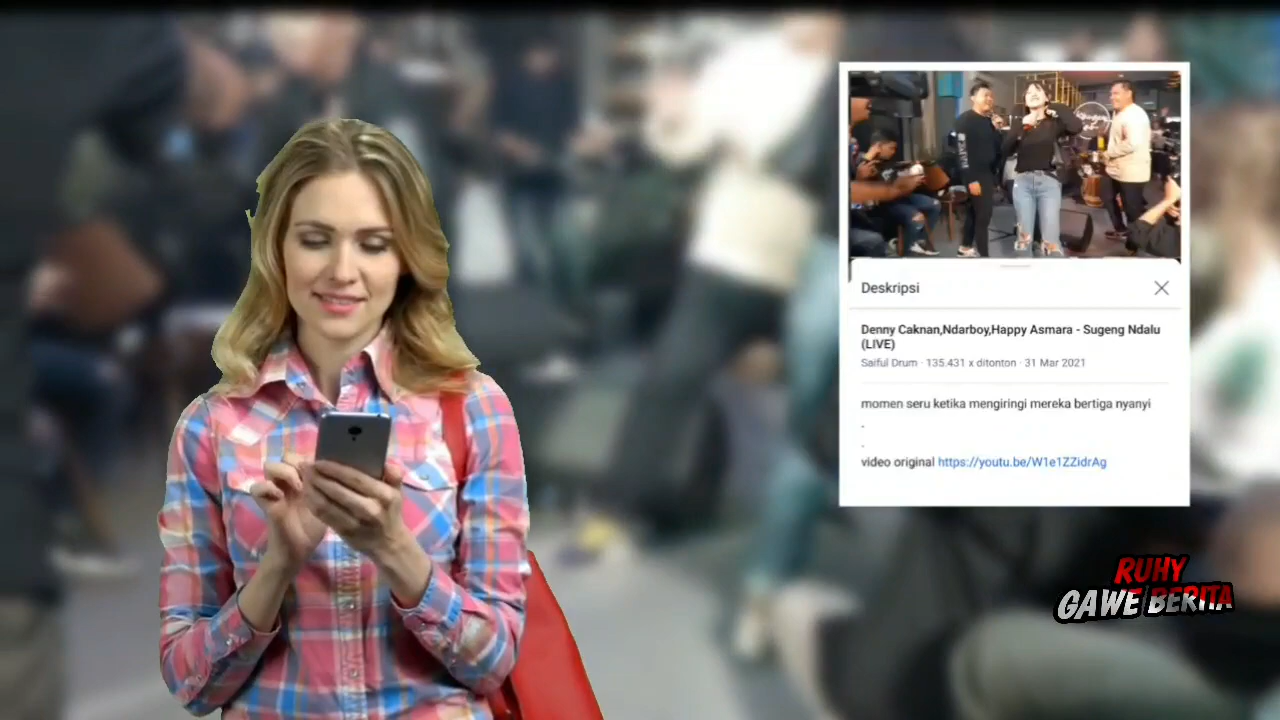 Deskripsi
Denny Caknan,Ndarboy,Happy Asmara - Sugeng Ndalu
(LIVE)
Saiful Drum · 135.431 x ditonton · 31 Mar 2021
momen seru ketika mengiringi mereka bertiga nyanyi
-
-
video original https://youtu.be/W1e1ZZidrAg
RUHY
GAWE BERITA